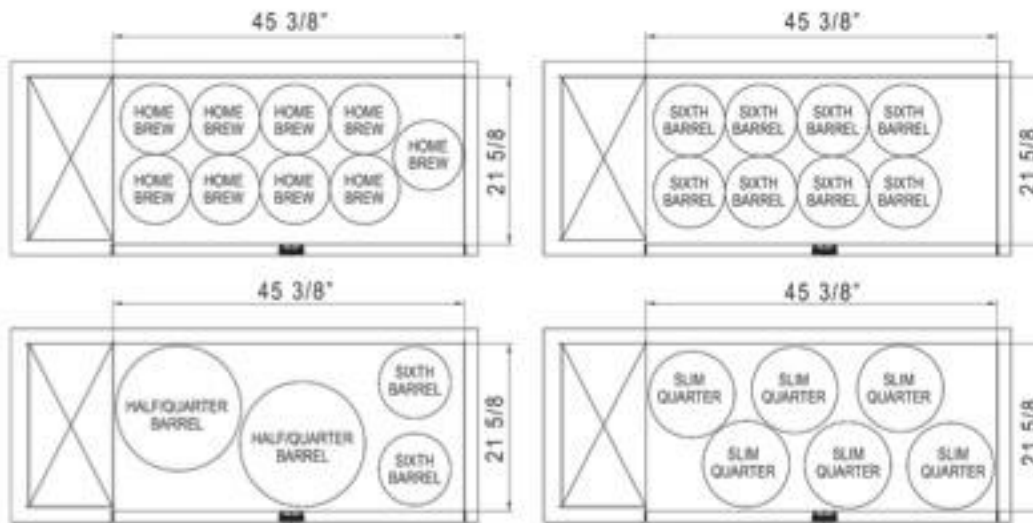 45 3/8"
45 3/8"
HOME
BREW
HOME
BREW
HOME
BREW
HOME
BREW
HOME
BREW
HOME
BREW
HOME
BREW
HOME
BREW
HOME
BREW
21 5/8
SIXTH
BARREL
SIXTH
BARREL
SIXTH
BARREL
SIXTH
BARREL
SIXTH
BARREL
SIXTH
BARREL
SIXTH
BARREL
SIXTH
BARREL
21 5/8
45 3/8"
45 3/8"
HALF/QUARTER
BARREL
HALF/QUARTER
BARREL
SIXTH
BARREL
SIXTH
BARREL
21 5/8
SLIM
QUARTER
SLIM
QUARTER
SLIM
QUARTER
SLIM
QUARTER
SLIM
QUARTER
SLIM
QUARTER
21 5/8